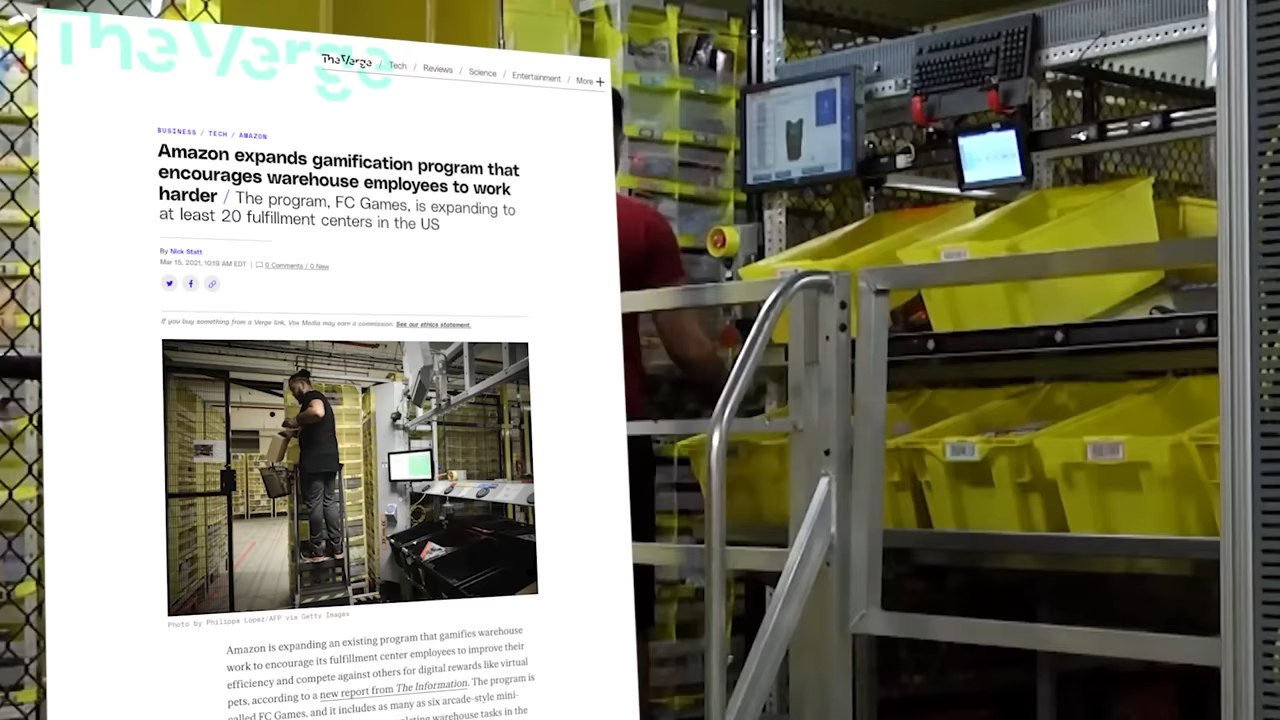 The Verge
The Verge / Tech / Reviews / Science / Entertainment / More +
BUSINESS / TECH / AMAZON
Amazon expands gamification program that
encourages warehouse employees to work
harder / The program, FC Games, is expanding to
at least 20 fulfillment centers in the US
By Nick Statt
Mar 15, 2021, 10:19 AM EDT | 0 Comments / 0 New
If you buy something from a Verge link, Vox Media may earn a commission. See our ethics statement.
Photo by Philippe Lopez/AFP via Getty Images
Amazon is expanding an existing program that gamifies warehouse
work to encourage its fulfillment center employees to improve their
efficiency and compete against others for digital rewards like virtual
pets, according to a new report from The Information. The program is
called FC Games, and it includes as many as six arcade-style mini-
warehouse tasks in the